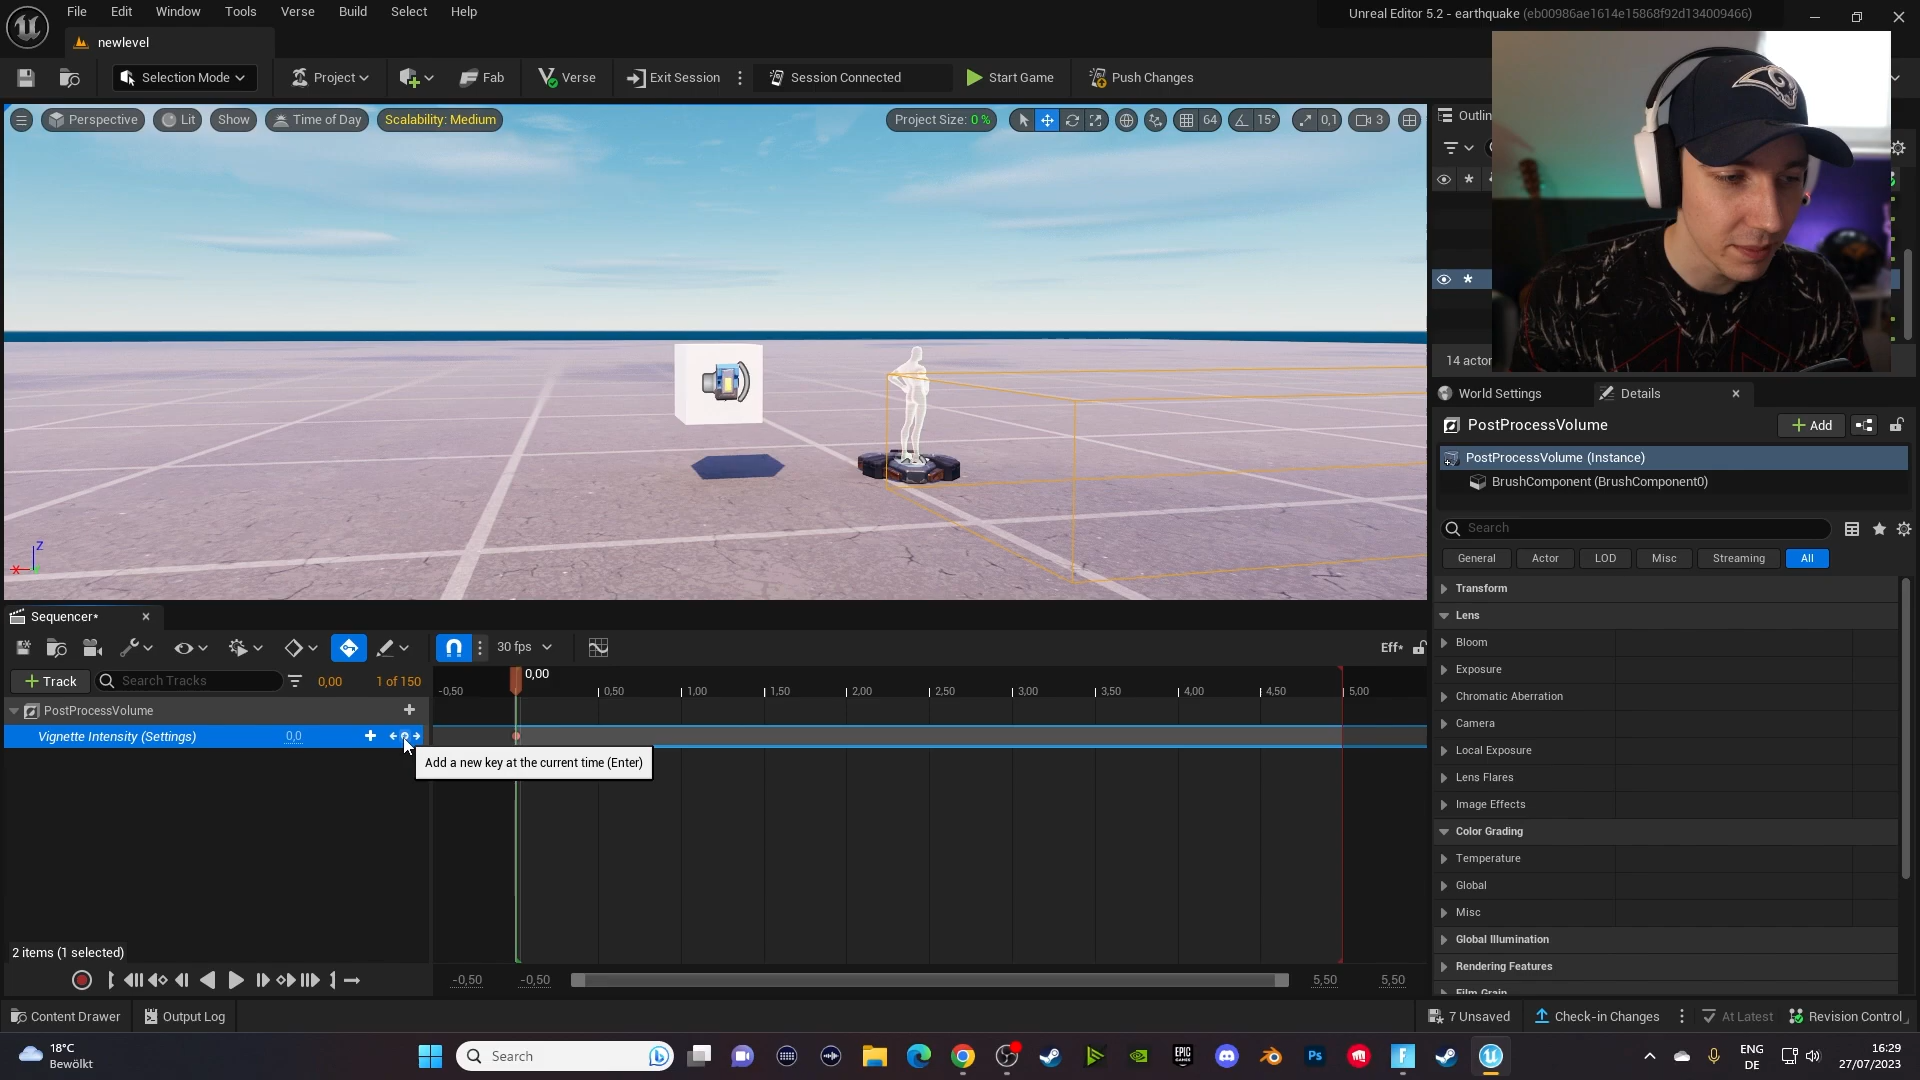 File Edit Window Tools Verse Build Select Help
Unreal Editor 5.2 - earthquake (eb00986ae1614e15868f92d134009466)
newlevel
Selection Mode
Project
Fab
Verse
Exit Session
Session Connected
Start Game
Push Changes
Perspective
Lit
Show
Time of Day
Scalability: Medium
Project Size: 0 %
64
15°
0,1
3
Outlin
14 actor
Z
X
World Settings
Details
PostProcessVolume
Add
PostProcessVolume (Instance)
BrushComponent (BrushComponent0)
Search
General Actor LOD Misc Streaming All
Transform
Lens
Bloom
Exposure
Chromatic Aberration
Camera
Local Exposure
Lens Flares
Image Effects
Color Grading
Temperature
Global
Misc
Global Illumination
Rendering Features
Film Grain
Sequencer*
30 fps
Eff*
Track
Search Tracks
0,00
1 of 150
0,00
-0,50 0,50 1,00 1,50 2,00 2,50 3,00 3,50 4,00 4,50 5,00
PostProcessVolume
Vignette Intensity (Settings) 0,0
Add a new key at the current time (Enter)
2 items (1 selected)
-0,50 -0,50 5,50 5,50
Content Drawer
Output Log
7 Unsaved
Check-in Changes
At Latest
Revision Control
18°C
Bewölkt
Search
EPIC
Ps
ENG
DE
16:29
27/07/2023